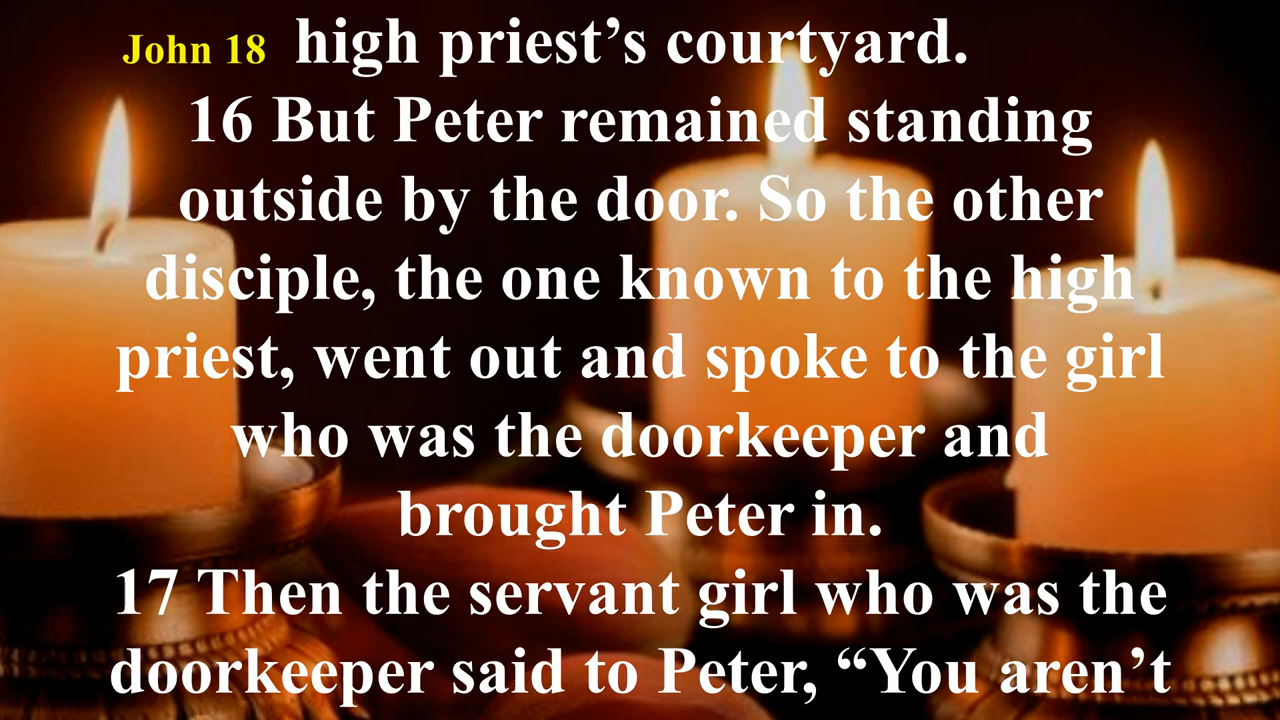 John 18 high priest’s courtyard.
16 But Peter remained standing
outside by the door. So the other
disciple, the one known to the high
priest, went out and spoke to the girl
who was the doorkeeper and
brought Peter in.
17 Then the servant girl who was the
doorkeeper said to Peter, “You aren’t